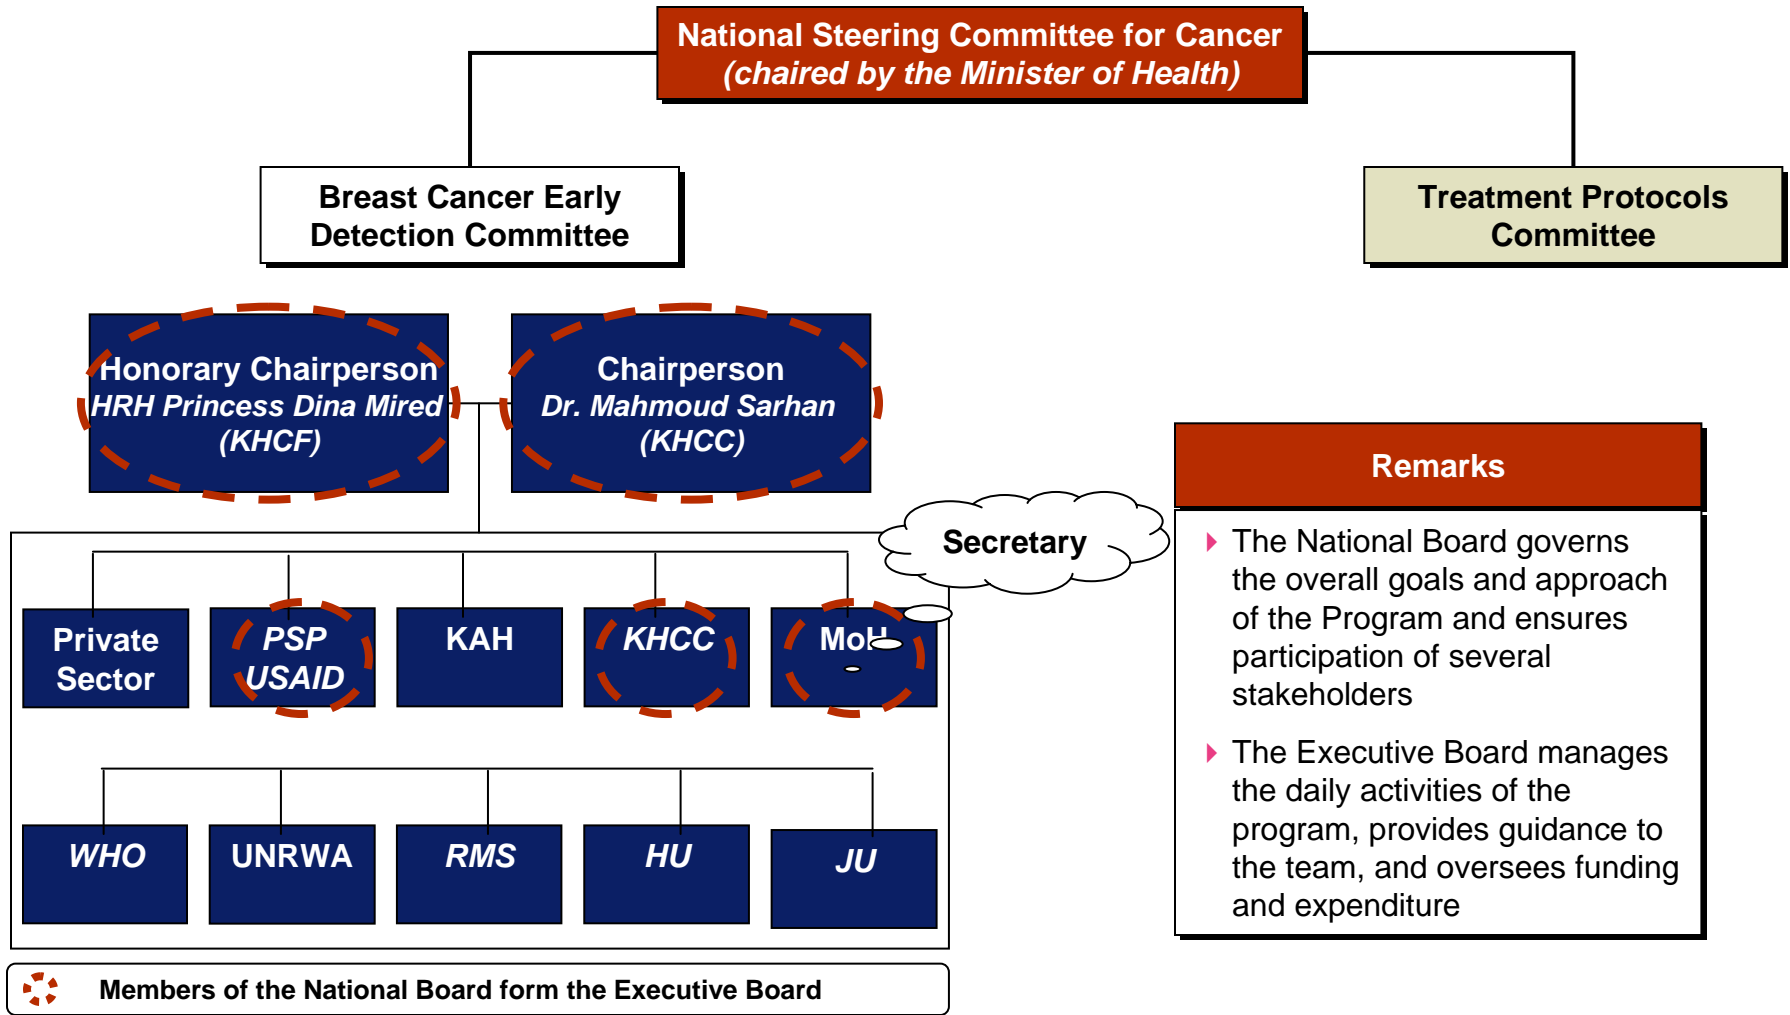 National Steering Committee for Cancer
(chaired by the Minister of Health)
Breast Cancer Early
Detection Committee
Treatment Protocols
Committee
Honorary Chairperson
HRH Princess Dina Mired
(KHCF)
Chairperson
Dr. Mahmoud Sarhan
(KHCC)
Secretary
Private
Sector
PSP
USAID
KAH
KHCC
MoH
WHO
UNRWA
RMS
HU
JU
Members of the National Board form the Executive Board
Remarks
The National Board governs
the overall goals and approach
of the Program and ensures
participation of several
stakeholders
The Executive Board manages
the daily activities of the
program, provides guidance to
the team, and oversees funding
and expenditure